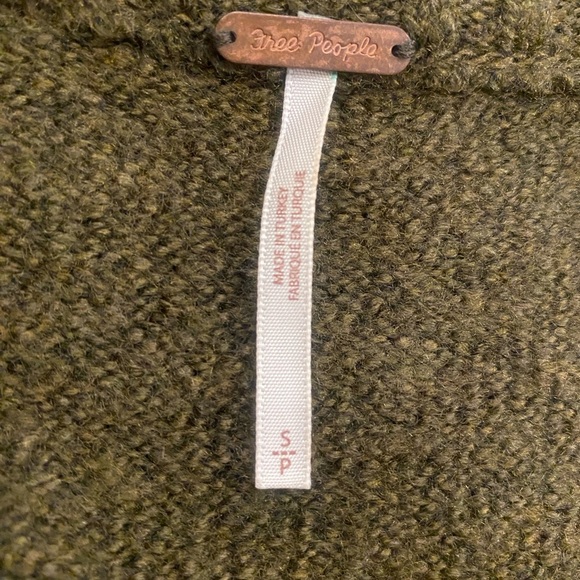 Free People
MADE IN TURKEY
FABRIQUE EN TURQUIE
S
P